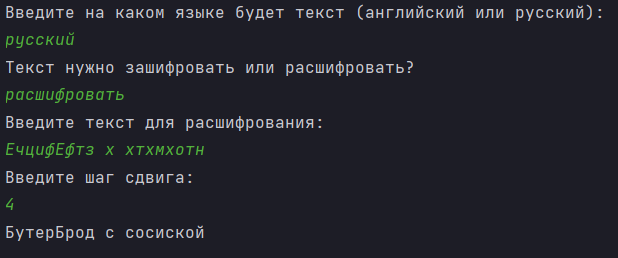 Введите на каком языке будет текст (английский или русский):
русский
Текст нужно зашифровать или расшифровать?
расшифровать
Введите текст для расшифрования:
ЕчцифЕфтз х хтхмхотн
Введите шаг сдвига:
4
БутерБрод с сосиской